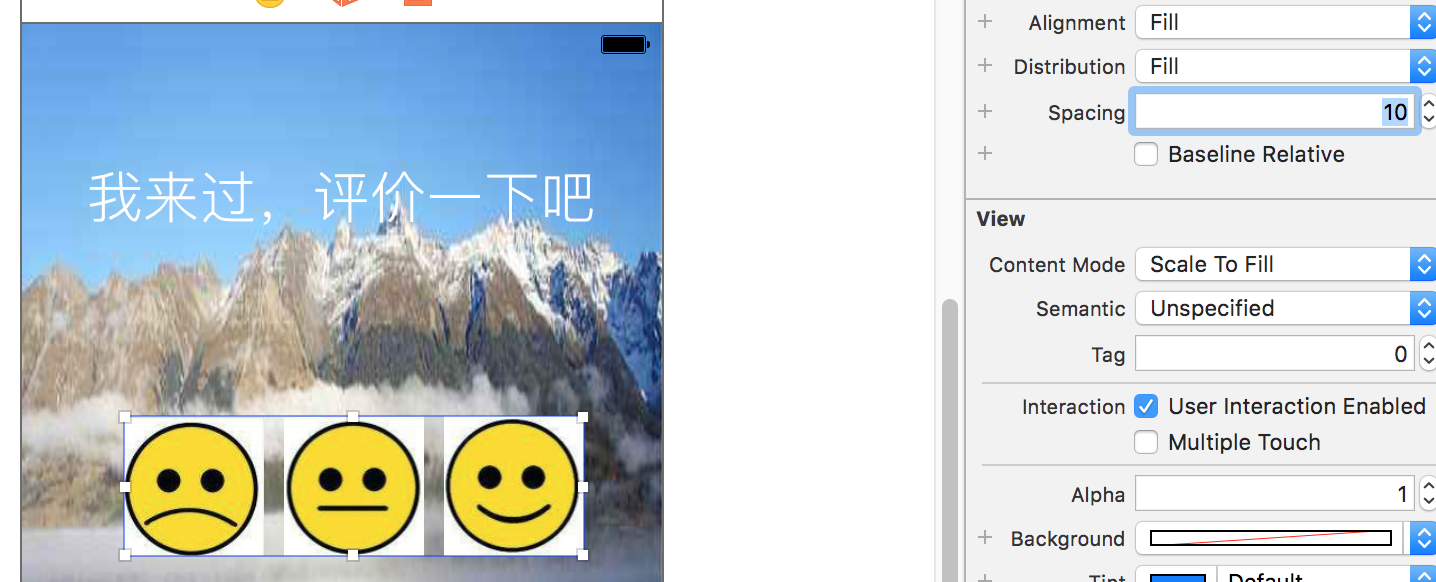 Alignment Fill
Distribution Fill
Spacing 10
Baseline Relative
我来过，评价一下吧
View
Content Mode Scale To Fill
Semantic Unspecified
Tag 0
Interaction User Interaction Enabled
Multiple Touch
Alpha 1
Background
Tint Default